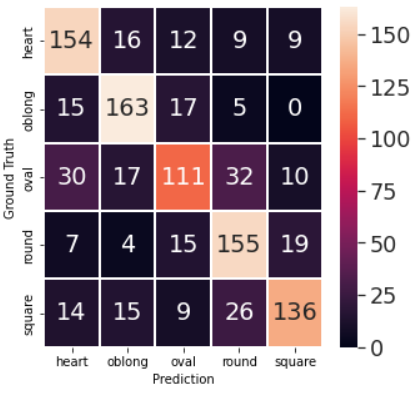 heart 154 16 12 9 9
oblong 15 163 17 5 0
oval 30 17 111 32 10
round 7 4 15 155 19
square 14 15 9 26 136
heart oblong oval round square
Prediction
Ground Truth
150
125
100
75
50
25
0